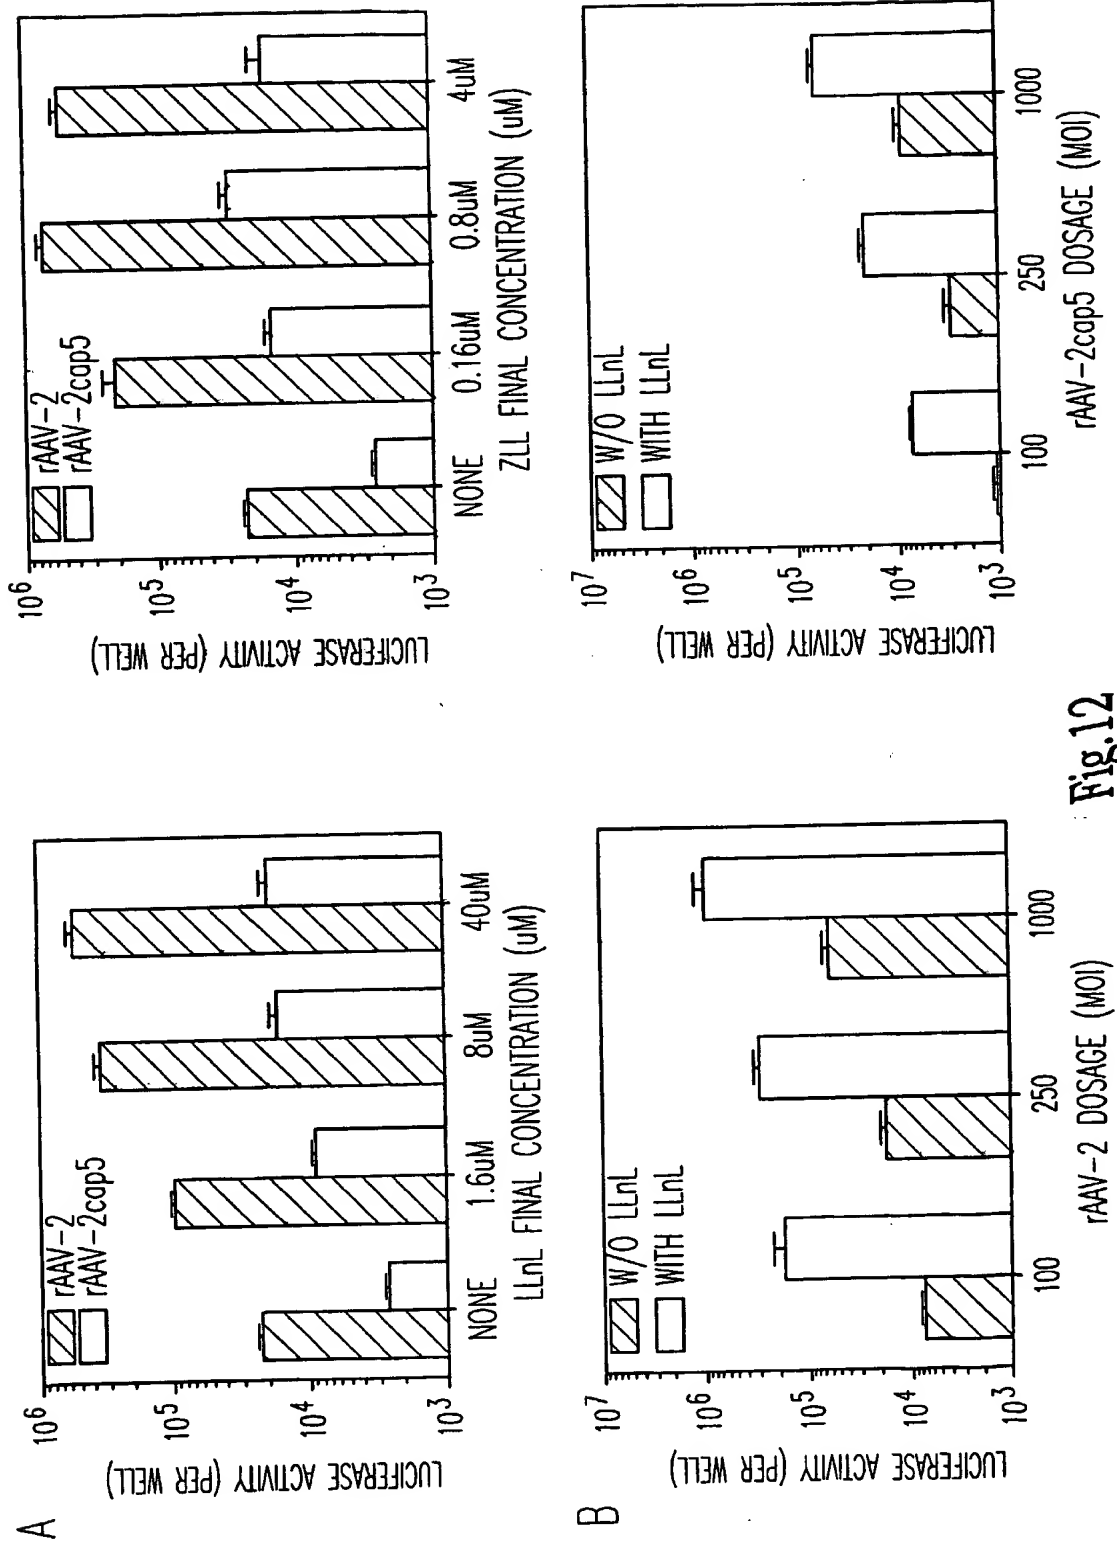 A
LUCIFERASE ACTIVITY (PER WELL)
10^6
10^5
10^4
10^3
rAAV-2
rAAV-2cap5
NONE
1.6uM
8uM
40uM
LLnL FINAL CONCENTRATION (uM)
LUCIFERASE ACTIVITY (PER WELL)
10^6
10^5
10^4
10^3
rAAV-2
rAAV-2cap5
NONE
0.16uM
0.8uM
4uM
ZLL FINAL CONCENTRATION (uM)
B
LUCIFERASE ACTIVITY (PER WELL)
10^7
10^6
10^5
10^4
10^3
W/O LLnL
WITH LLnL
100
250
1000
rAAV-2 DOSAGE (MOI)
LUCIFERASE ACTIVITY (PER WELL)
10^7
10^6
10^5
10^4
10^3
W/O LLnL
WITH LLnL
100
250
1000
rAAV-2cap5 DOSAGE (MOI)
Fig.12